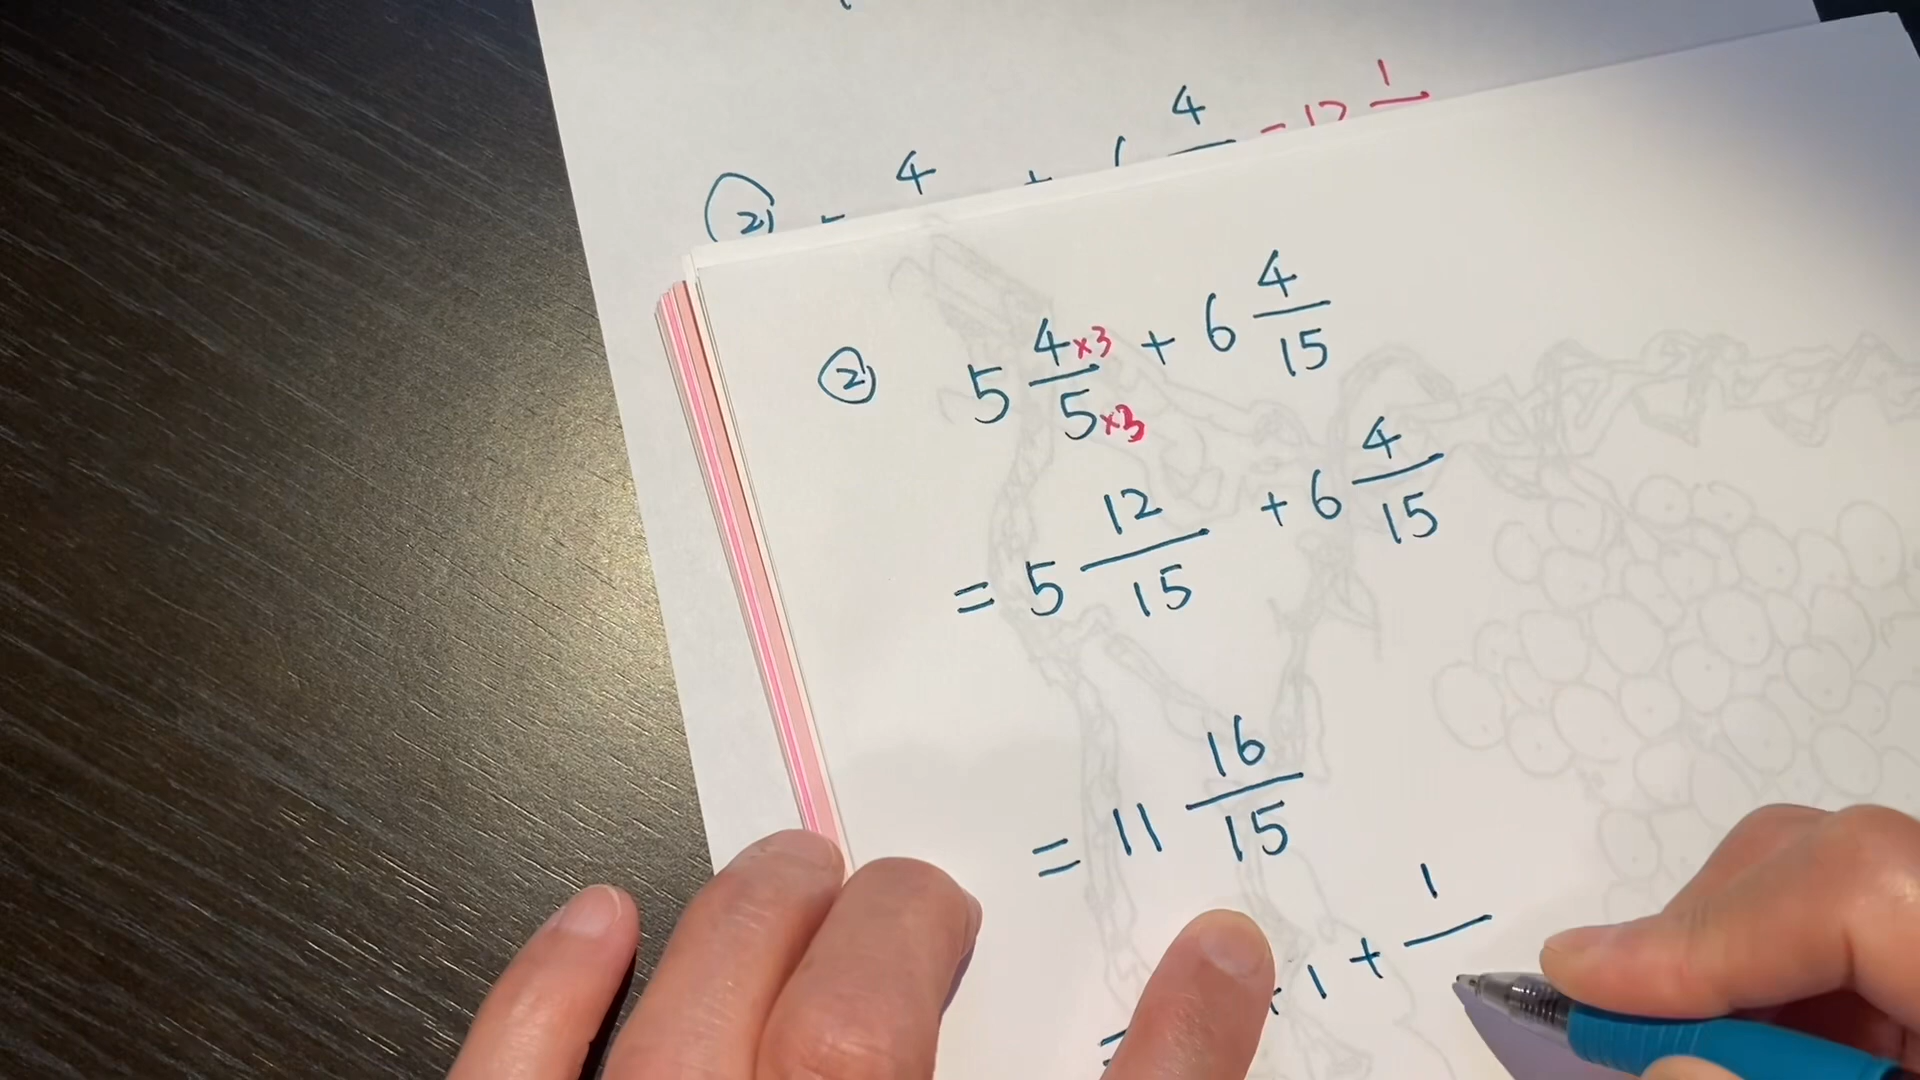 ② 4 + 4 1
② 5 4×3/5×3 + 6 4/15
= 5 12/15 + 6 4/15
= 11 16/15
1 + 1